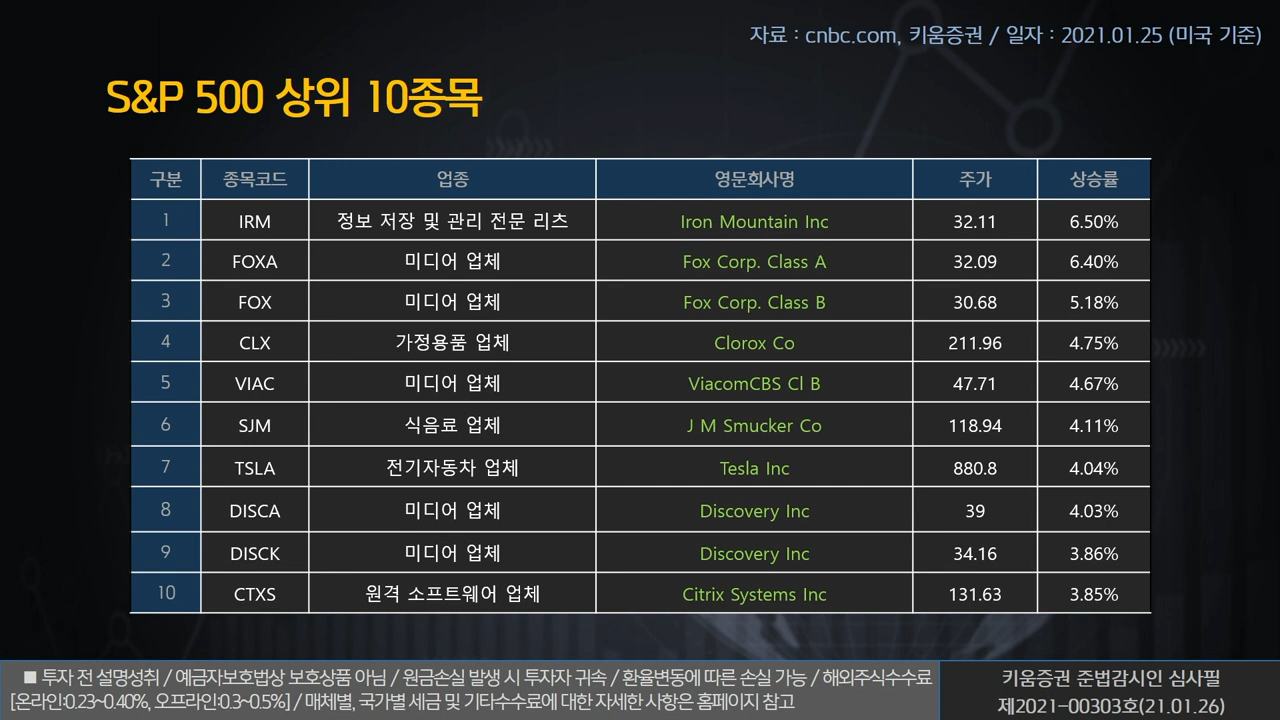 자료 : cnbc.com, 키움증권 / 일자 : 2021.01.25 (미국 기준)
S&P 500 상위 10종목
구분 종목코드 업종 영문회사명 주가 상승률
1 IRM 정보 저장 및 관리 전문 리츠 Iron Mountain Inc 32.11 6.50%
2 FOXA 미디어 업체 Fox Corp. Class A 32.09 6.40%
3 FOX 미디어 업체 Fox Corp. Class B 30.68 5.18%
4 CLX 가정용품 업체 Clorox Co 211.96 4.75%
5 VIAC 미디어 업체 ViacomCBS Cl B 47.71 4.67%
6 SJM 식음료 업체 J M Smucker Co 118.94 4.11%
7 TSLA 전기자동차 업체 Tesla Inc 880.8 4.04%
8 DISCA 미디어 업체 Discovery Inc 39 4.03%
9 DISCK 미디어 업체 Discovery Inc 34.16 3.86%
10 CTXS 원격 소프트웨어 업체 Citrix Systems Inc 131.63 3.85%
■ 투자 전 설명청취 / 예금자보호법상 보호상품 아님 / 원금손실 발생 시 투자자 귀속 / 환율변동에 따른 손실 가능 / 해외주식수수료
[온라인:0.23~0.40%, 오프라인:0.3~0.5%] / 매체별, 국가별 세금 및 기타수수료에 대한 자세한 사항은 홈페이지 참고
키움증권 준법감시인 심사필
제2021-00303호(21.01.26)